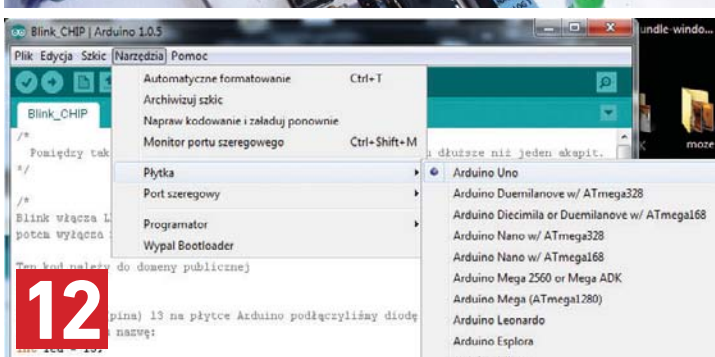 Blink_CHIP | Arduino 1.0.5
undle-windo...
Plik Edycja Szkic Narzędzia Pomoc
Automatyczne formatowanie Ctrl+T
Archiwizuj szkic
Napraw kodowanie i załaduj ponownie
Monitor portu szeregowego Ctrl+Shift+M
Płytka
Port szeregowy
Programator
Wypal Bootloader
Blink_CHIP
moze
/*
Pomiędzy tak
dłuższe niż jeden akapit.
*/
/*
Blink włącza L
potem wyłącza
Ten kod należy do domeny publicznej
pina) 13 na płytce Arduino podłączyliśmy diodę
nazwę:
Arduino Uno
Arduino Duemilanove w/ ATmega328
Arduino Diecimila or Duemilanove w/ ATmega168
Arduino Nano w/ ATmega328
Arduino Nano w/ ATmega168
Arduino Mega 2560 or Mega ADK
Arduino Mega (ATmega1280)
Arduino Leonardo
Arduino Esplora
12